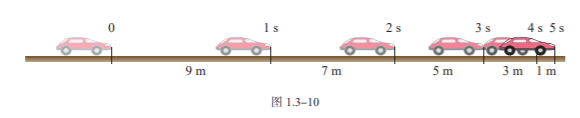 0 1 s 2 s 3 s 4 s 5 s
9 m 7 m 5 m 3 m 1 m
图 1.3-10